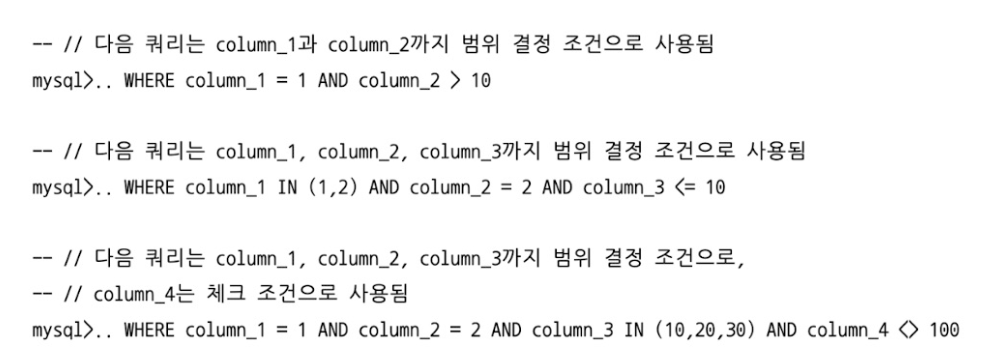 -- // 다음 쿼리는 column_1과 column_2까지 범위 결정 조건으로 사용됨
mysql>.. WHERE column_1 = 1 AND column_2 > 10
-- // 다음 쿼리는 column_1, column_2, column_3까지 범위 결정 조건으로 사용됨
mysql>.. WHERE column_1 IN (1,2) AND column_2 = 2 AND column_3 <= 10
-- // 다음 쿼리는 column_1, column_2, column_3까지 범위 결정 조건으로,
-- // column_4는 체크 조건으로 사용됨
mysql>.. WHERE column_1 = 1 AND column_2 = 2 AND column_3 IN (10,20,30) AND column_4 <> 100